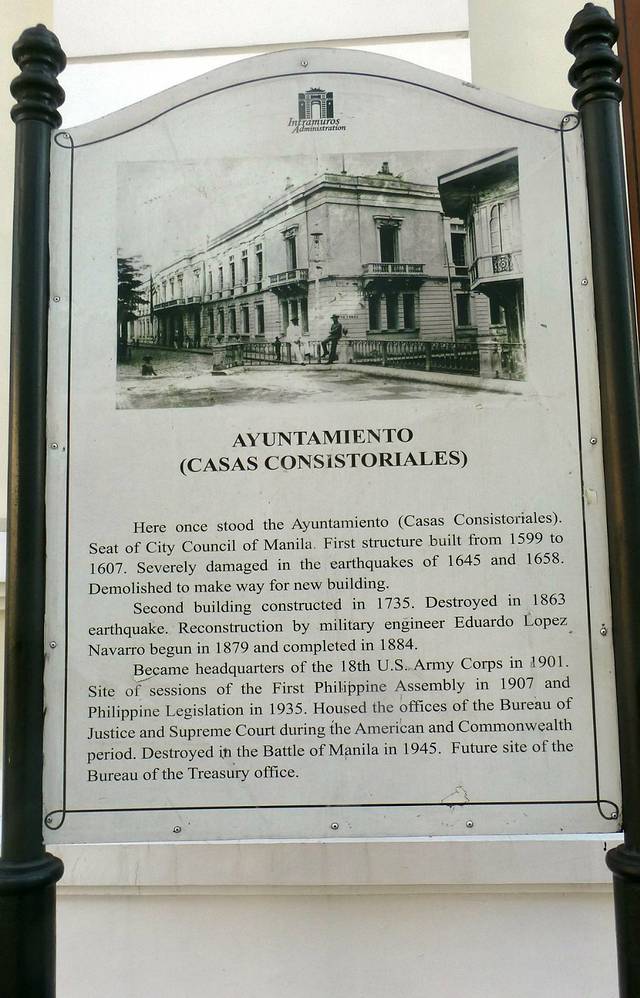 Intramuros
Administration
AYUNTAMIENTO
(CASAS CONSISTORIALES)
Here once stood the Ayuntamiento (Casas Consistoriales).
Seat of City Council of Manila. First structure built from 1599 to
1607. Severely damaged in the earthquakes of 1645 and 1658.
Demolished to make way for new building.
Second building constructed in 1735. Destroyed in 1863
earthquake. Reconstruction by military engineer Eduardo Lopez
Navarro begun in 1879 and completed in 1884.
Became headquarters of the 18th U.S. Army Corps in 1901.
Site of sessions of the First Philippine Assembly in 1907 and
Philippine Legislation in 1935. Housed the offices of the Bureau of
Justice and Supreme Court during the American and Commonwealth
period. Destroyed in the Battle of Manila in 1945. Future site of the
Bureau of the Treasury office.